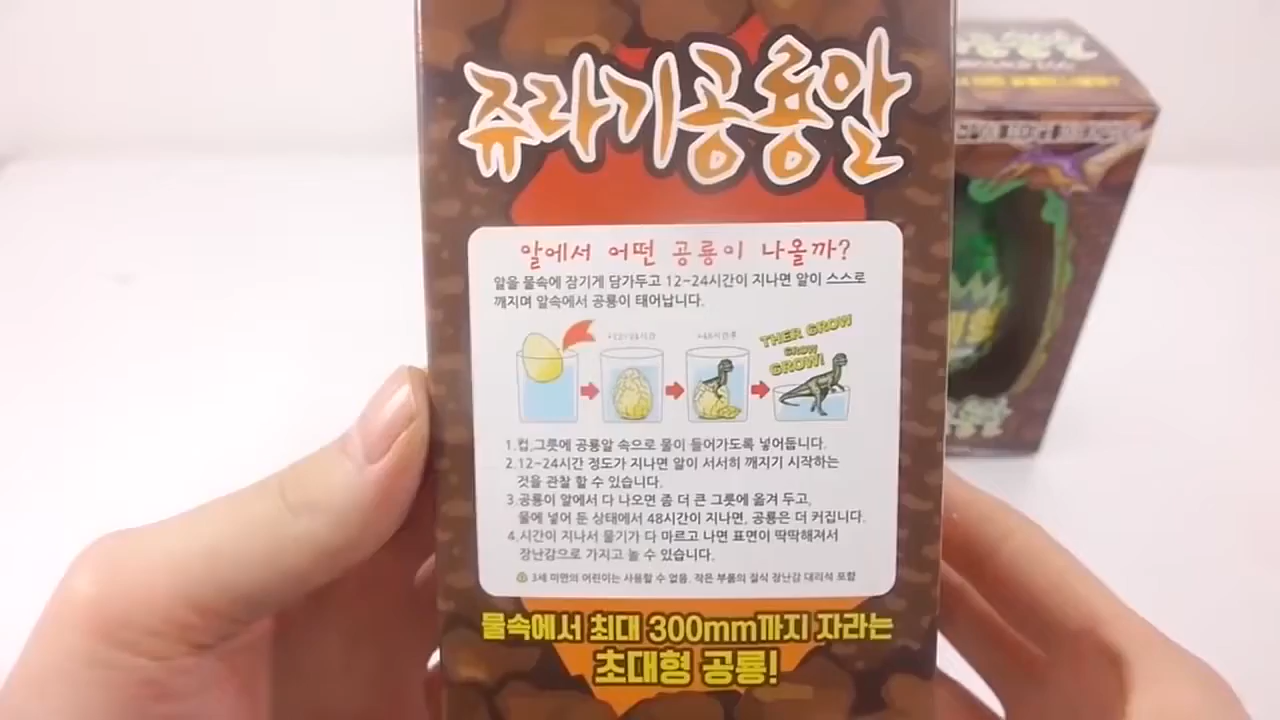 쥬라기공룡알
알에서 어떤 공룡이 나올까?
알을 물속에 잠기게 담가두고 12~24시간이 지나면 알이 스스로
깨지며 알속에서 공룡이 태어납니다.
+12~24시간
+48시간후
THER GROW
GROW
GROW!
1.컵,그릇에 공룡알 속으로 물이 들어가도록 넣어둡니다.
2.12~24시간 정도가 지나면 알이 서서히 깨지기 시작하는
것을 관찰 할 수 있습니다.
3.공룡이 알에서 다 나오면 좀 더 큰 그릇에 옮겨 두고,
물에 넣어 둔 상태에서 48시간이 지나면, 공룡은 더 커집니다.
4.시간이 지나서 물기가 다 마르고 나면 표면이 딱딱해져서
장난감으로 가지고 놀 수 있습니다.
3세 미만의 어린이는 사용할 수 없음. 작은 부품의 질식 장난감 대리석 포함
물속에서 최대 300mm까지 자라는
초대형 공룡!